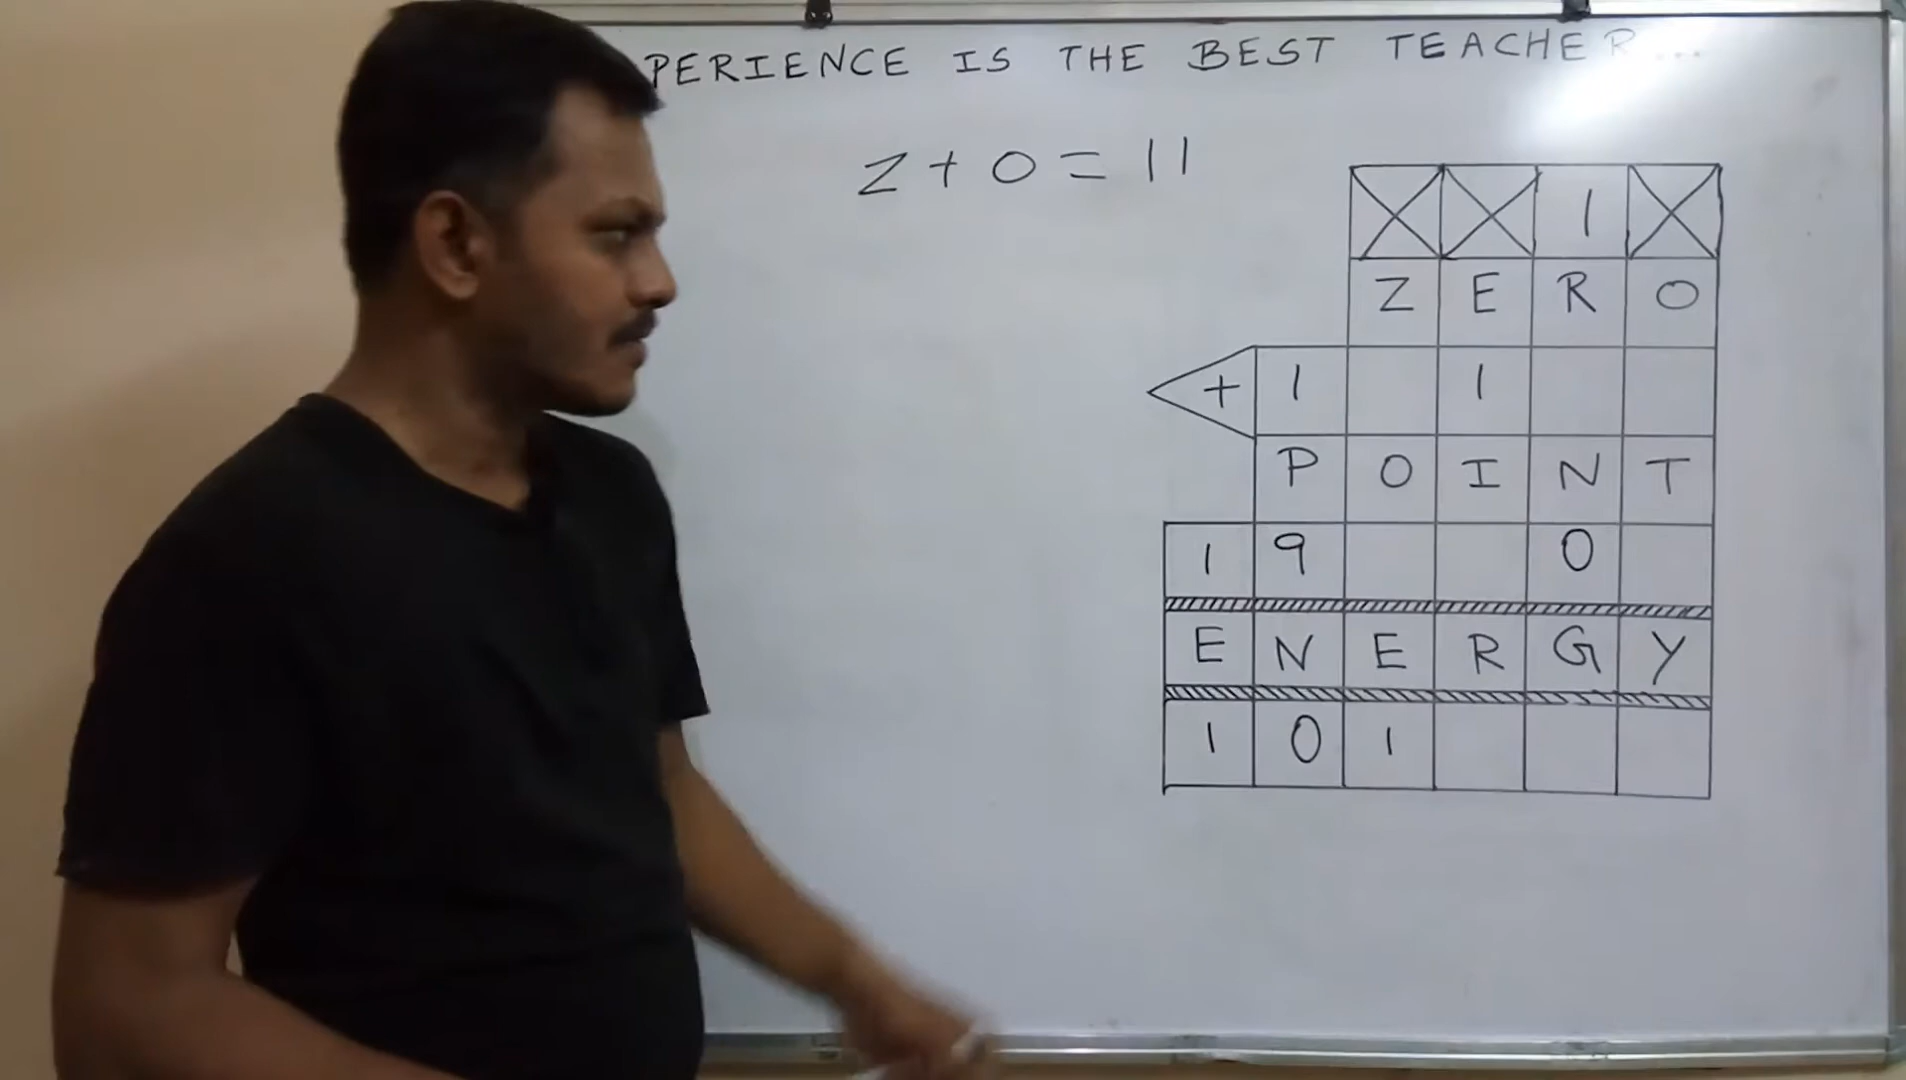 PERIENCE IS THE BEST TEACHER...
Z + O = 11
1
Z E R O
+ 1 1
P O I N T
1 9 0
E N E R G Y
1 0 1